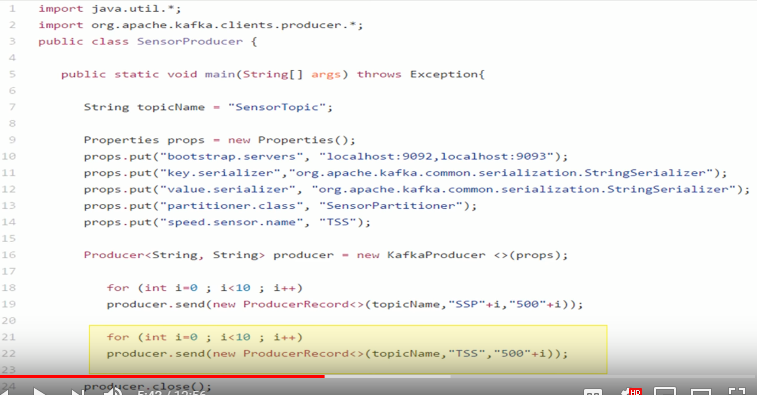 1 import java.util.*;
2 import org.apache.kafka.clients.producer.*;
3 public class SensorProducer {
4
5 public static void main(String[] args) throws Exception{
6
7 String topicName = "SensorTopic";
8
9 Properties props = new Properties();
10 props.put("bootstrap.servers", "localhost:9092,localhost:9093");
11 props.put("key.serializer","org.apache.kafka.common.serialization.StringSerializer");
12 props.put("value.serializer", "org.apache.kafka.common.serialization.StringSerializer");
13 props.put("partitioner.class", "SensorPartitioner");
14 props.put("speed.sensor.name", "TSS");
15
16 Producer<String, String> producer = new KafkaProducer <>(props);
17
18 for (int i=0 ; i<10 ; i++)
19 producer.send(new ProducerRecord<>(topicName,"SSP"+i,"500"+i));
20
21 for (int i=0 ; i<10 ; i++)
22 producer.send(new ProducerRecord<>(topicName,"TSS","500"+i));
23
24 producer.close();
HD